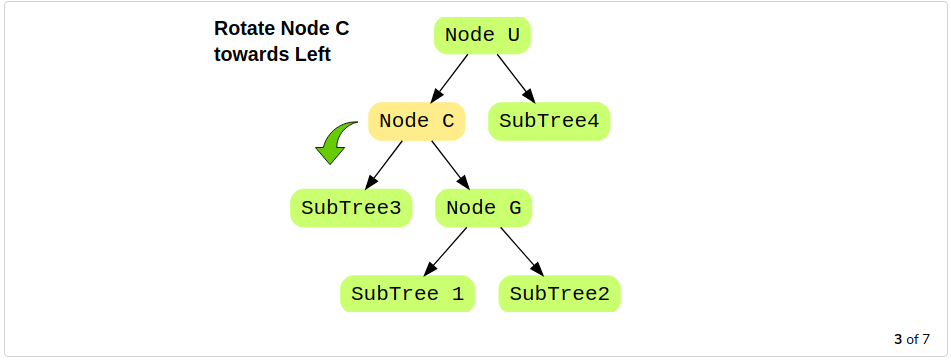 Rotate Node C
towards Left
Node U
Node C
SubTree4
SubTree3
Node G
SubTree 1
SubTree2
3 of 7